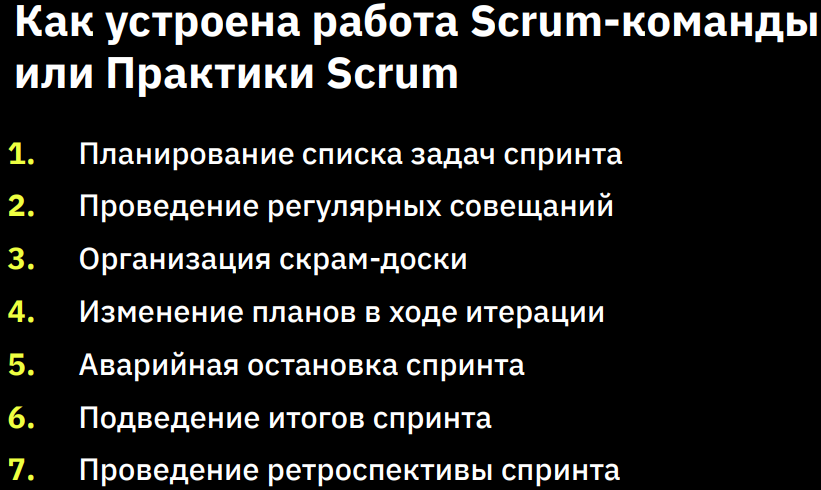 Как устроена работа Scrum-команды
или Практики Scrum
1. Планирование списка задач спринта
2. Проведение регулярных совещаний
3. Организация скрам-доски
4. Изменение планов в ходе итерации
5. Аварийная остановка спринта
6. Подведение итогов спринта
7. Проведение ретроспективы спринта